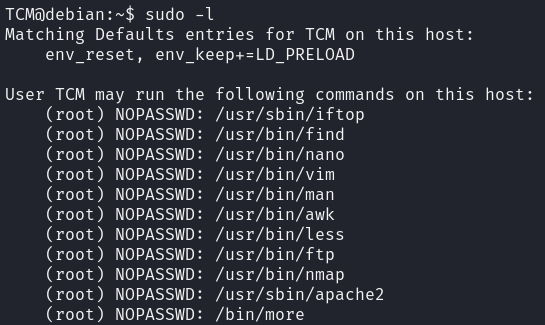 TCM@debian:~$ sudo -l
Matching Defaults entries for TCM on this host:
    env_reset, env_keep+=LD_PRELOAD

User TCM may run the following commands on this host:
    (root) NOPASSWD: /usr/sbin/iftop
    (root) NOPASSWD: /usr/bin/find
    (root) NOPASSWD: /usr/bin/nano
    (root) NOPASSWD: /usr/bin/vim
    (root) NOPASSWD: /usr/bin/man
    (root) NOPASSWD: /usr/bin/awk
    (root) NOPASSWD: /usr/bin/less
    (root) NOPASSWD: /usr/bin/ftp
    (root) NOPASSWD: /usr/bin/nmap
    (root) NOPASSWD: /usr/sbin/apache2
    (root) NOPASSWD: /bin/more